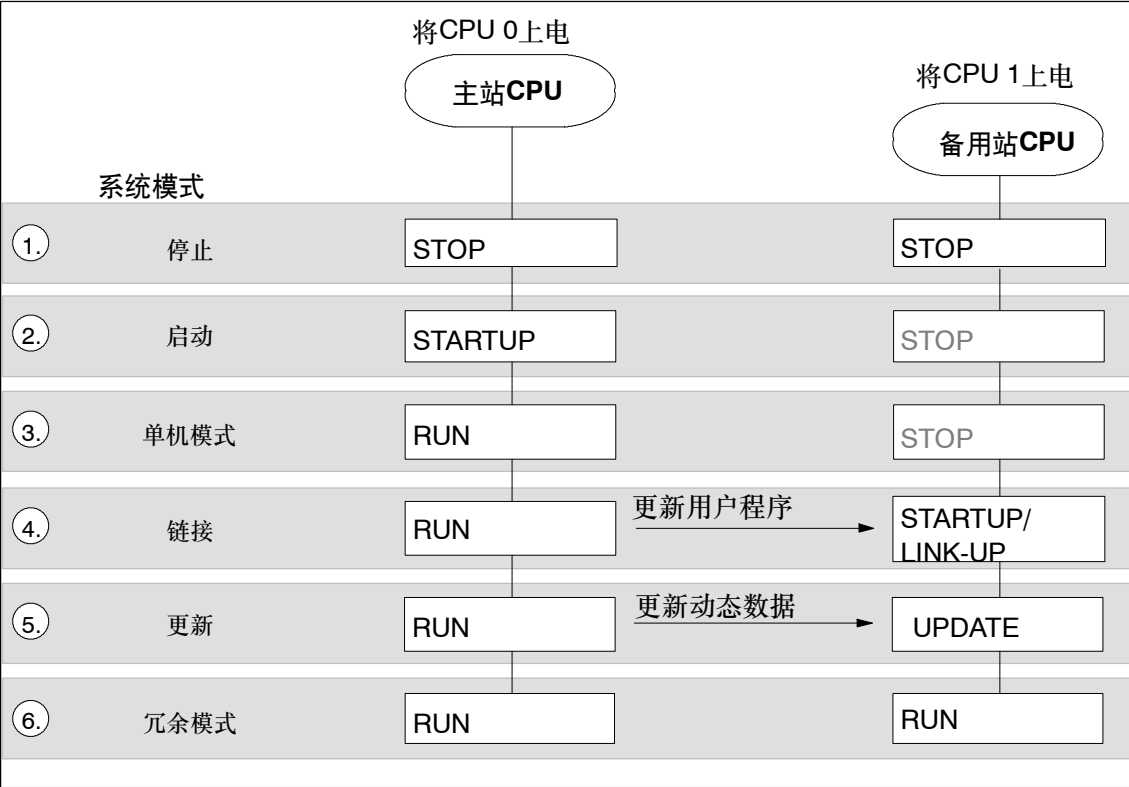 将CPU 0上电
主站CPU
将CPU 1上电
备用站CPU
系统模式
1. 停止 STOP STOP
2. 启动 STARTUP STOP
3. 单机模式 RUN STOP
4. 链接 RUN 更新用户程序 STARTUP/
LINK-UP
5. 更新 RUN 更新动态数据 UPDATE
6. 冗余模式 RUN RUN